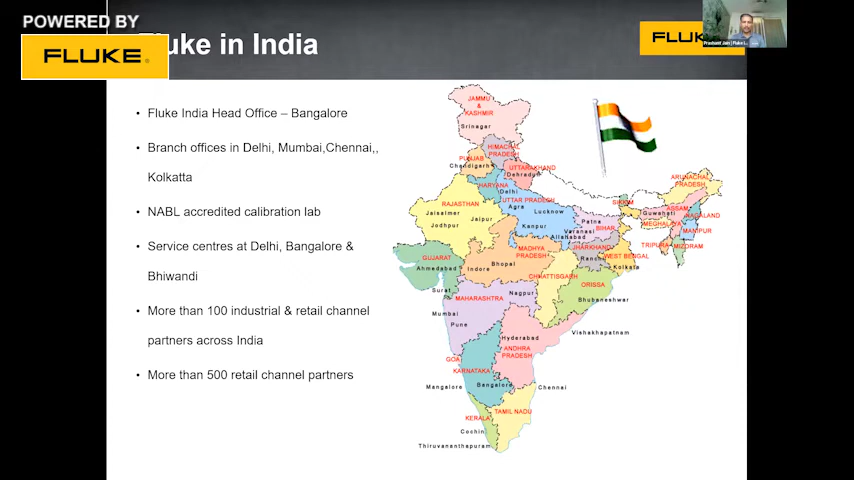 POWERED BY
FLUKE®
Fluke in India
FLUKE
Prashant Jain | Fluke
• Fluke India Head Office – Bangalore
• Branch offices in Delhi, Mumbai,Chennai,,
Kolkatta
• NABL accredited calibration lab
• Service centres at Delhi, Bangalore &
Bhiwandi
• More than 100 industrial & retail channel
partners across India
• More than 500 retail channel partners
JAMMU
&
KASHMIR
Srinagar
HIMACHAL
PRADESH
PUNJAB
Chandigarh
UTTARAKHAND
Dehradun
HARYANA
Delhi
ARUNACHAL
PRADESH
RAJASTHAN
UTTAR PRADESH
Agra
SIKKIM
ASSAM
Jaisalmer
Lucknow
Guwahati
NAGALAND
Jaipur
Patna
Jodhpur
Kanpur
Varanasi
BIHAR
MEGHALAYA
MANIPUR
Allahabad
TRIPURA
MIZORAM
MADHYA
PRADESH
JHARKHAND
GUJARAT
Bhopal
Ranchi
WEST BENGAL
Ahmedabad
Indore
Kolkata
CHHATTISGARH
ORISSA
Surat
Nagpur
MAHARASHTRA
Bhubaneshwar
Mumbai
Pune
Vishakhapatnam
Hyderabad
ANDHRA
PRADESH
GOA
KARNATAKA
Mangalore
Bangalore
Chennai
TAMIL NADU
KERALA
Cochin
Thiruvananthapuram